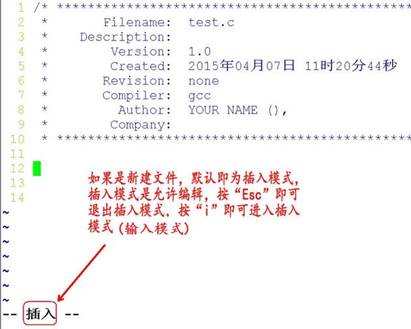 1 /* ****************************************
2 * Filename: test.c
3 * Description:
4 * Version: 1.0
5 * Created: 2015年04月07日 11时20分44秒
6 * Revision: none
7 * Compiler: gcc
8 * Author: YOUR NAME (),
9 * Company:
10 * ****************************************
11
12
13
14
如果是新建文件，默认即为插入模式，
插入模式是允许编辑，按“Esc”即可
退出插入模式．按“i”即可进入插入
模式(输入模式)
~
~
~
~
~
~
-- 插入 --